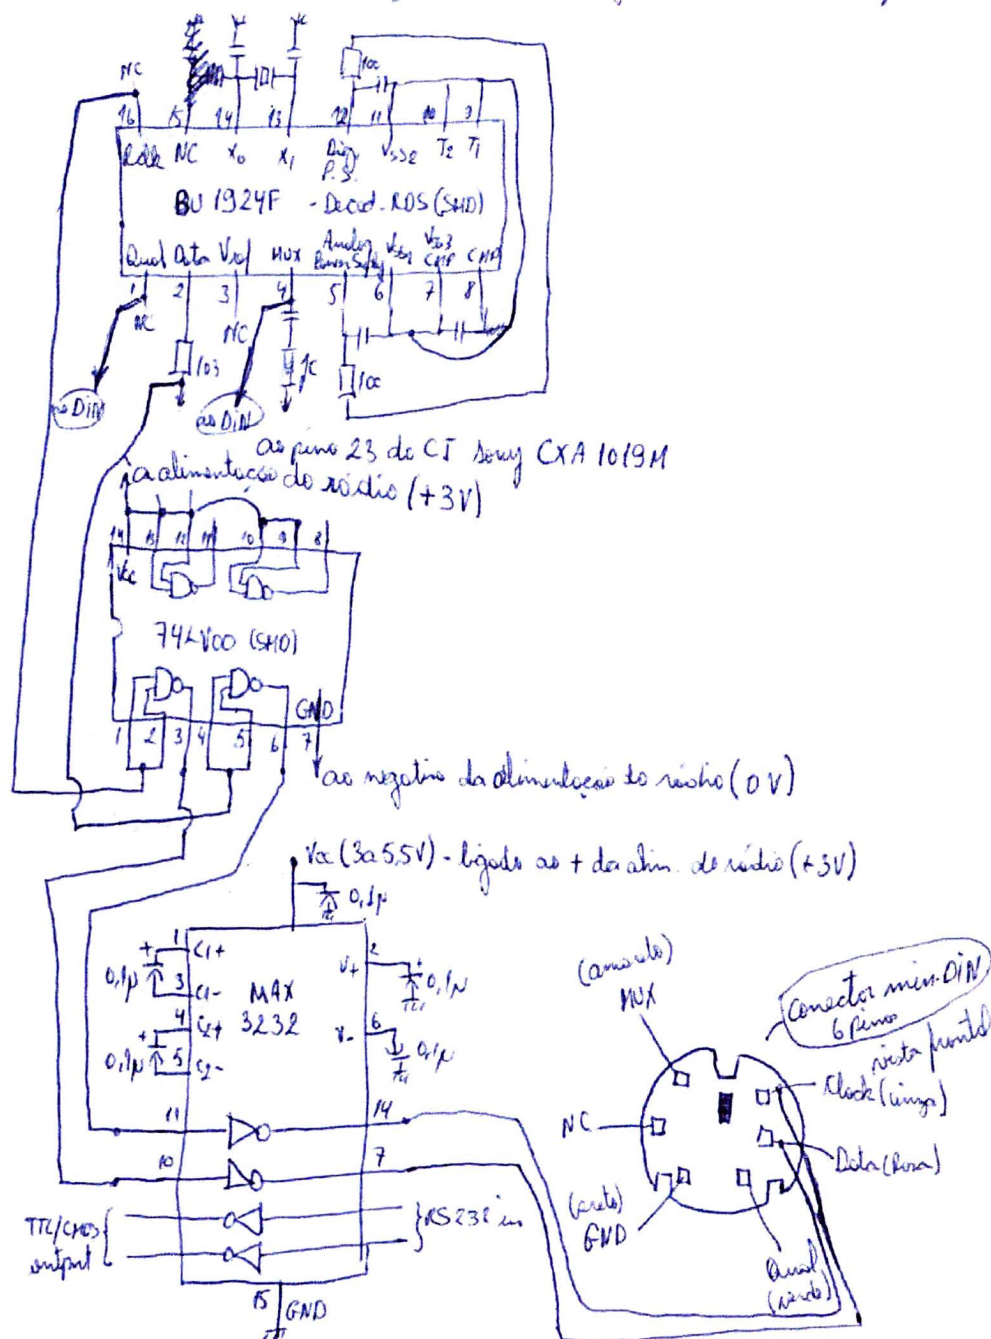 NC
100
16 15 14 13 12 11 10 9
Rclk NC X0 X1 Dig. P.S. VSS2 T2 T1
BU 1924F - Decod. RDS (SMD)
Qual Data Vref MUX Analog Power Supply VSS1 VSS3 CMP CMP
1 2 3 4 5 6 7 8
NC NC
103 100
ao DiN ao DiN
ao pino 23 do CI Sony CXA 1019M
à alimentação do rádio (+3V)
14 13 12 11 10 9 8
Vcc
74LV00 (SMD)
GND
1 2 3 4 5 6 7
ao negativo da alimentação do rádio (0V)
Vcc (3 a 5,5V) - ligado ao + da alim. do rádio (+3V)
0,1µ
1 C1+ 2
0,1µ V+ 0,1µ
3 C1- MAX
4 C2+ 3232 6
0,1µ V- 0,1µ
5 C2-
11 14
10 7
TTL/CMOS output RS232 in
15 GND
conector mini-DiN
6 pinos
vista frontal
(amarelo)
MUX
Clock (cinza)
NC
Data (Rosa)
(preto)
GND
Qual
(verde)